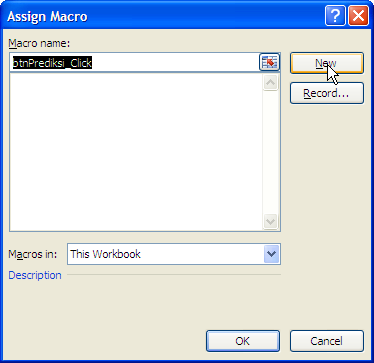 Assign Macro
Macro name:
btnPrediksi_Click
New
Record...
Macros in:
This Workbook
Description
OK
Cancel